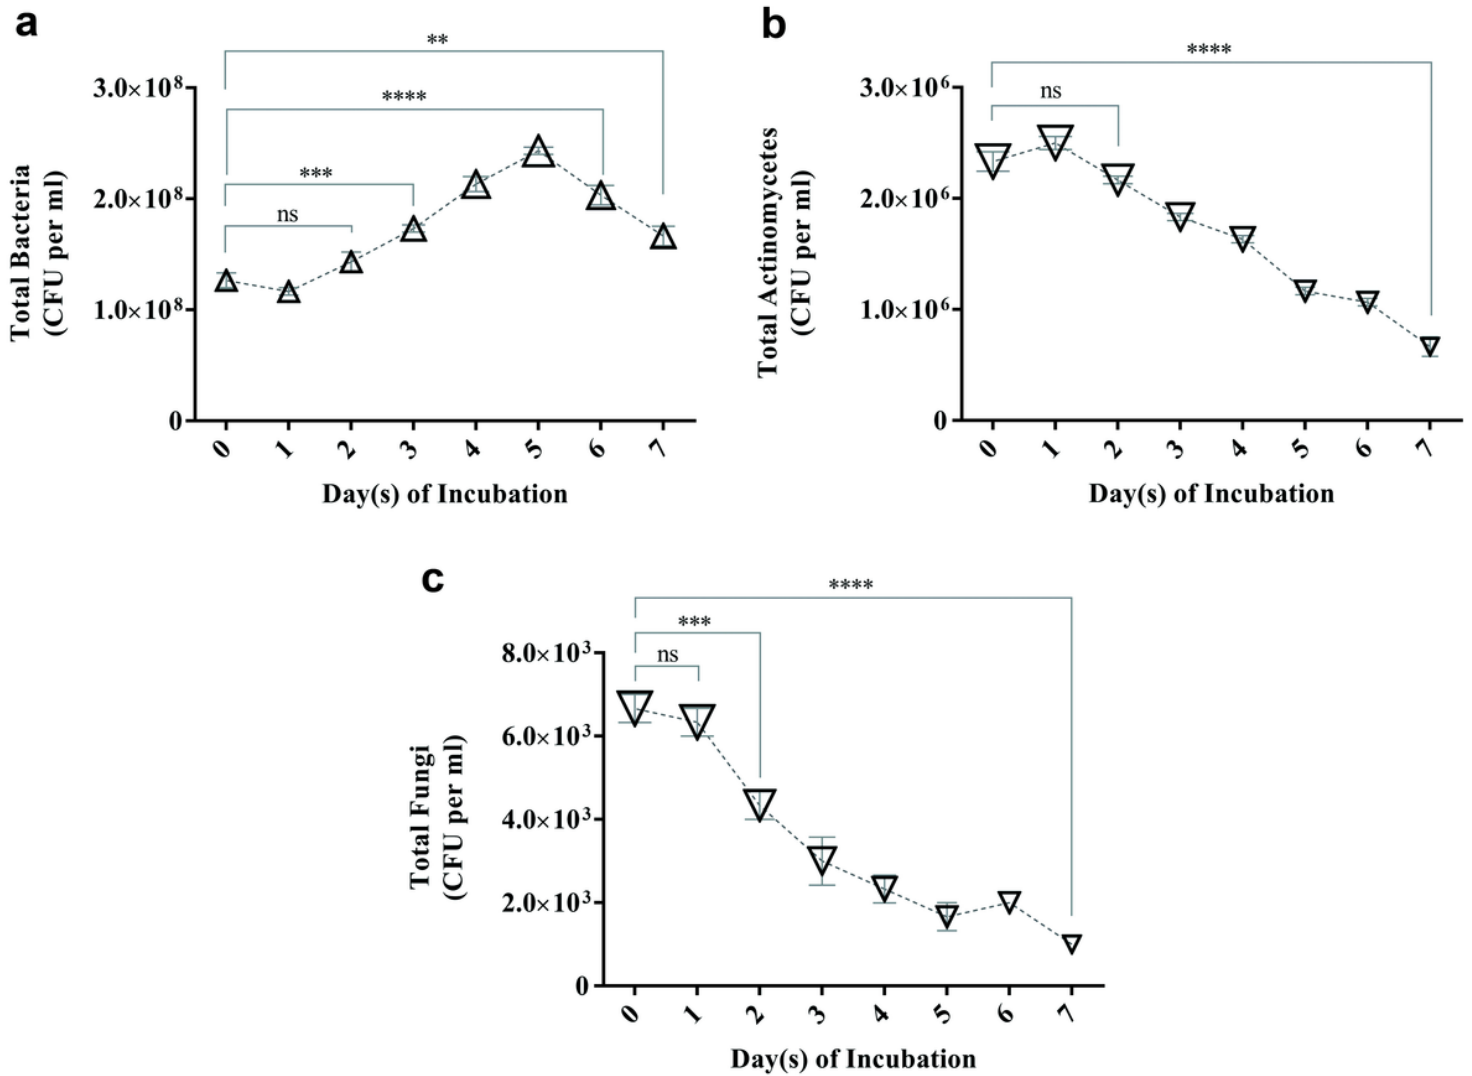 a
**
3.0×10⁸
****
2.0×10⁸
***
ns
1.0×10⁸
0
Total Bacteria
(CFU per ml)
0 1 2 3 4 5 6 7
Day(s) of Incubation
b
****
3.0×10⁶
ns
2.0×10⁶
1.0×10⁶
0
Total Actinomycetes
(CFU per ml)
0 1 2 3 4 5 6 7
Day(s) of Incubation
c
****
***
8.0×10³
ns
6.0×10³
4.0×10³
2.0×10³
0
Total Fungi
(CFU per ml)
0 1 2 3 4 5 6 7
Day(s) of Incubation